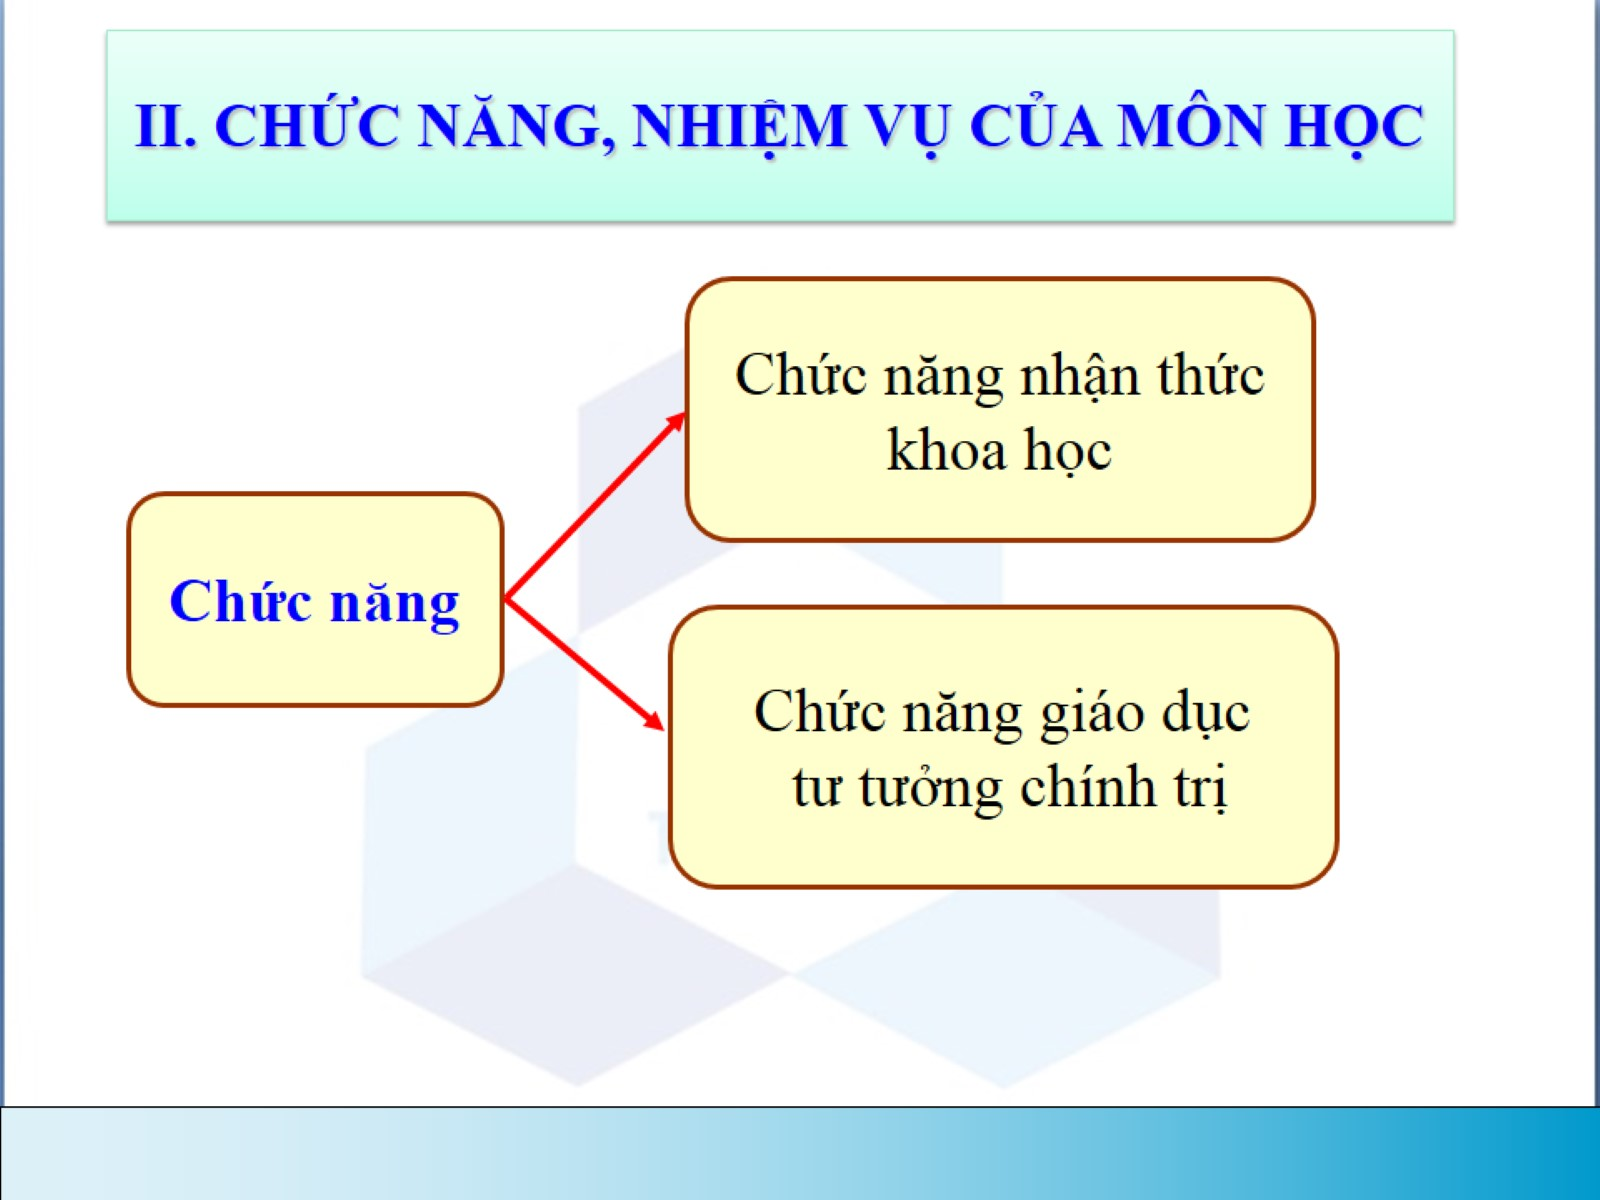 II. CHỨC NĂNG, NHIỆM VỤ CỦA MÔN HỌC
Chức năng nhận thức
khoa học
Chức năng
Chức năng giáo dục
tư tưởng chính trị